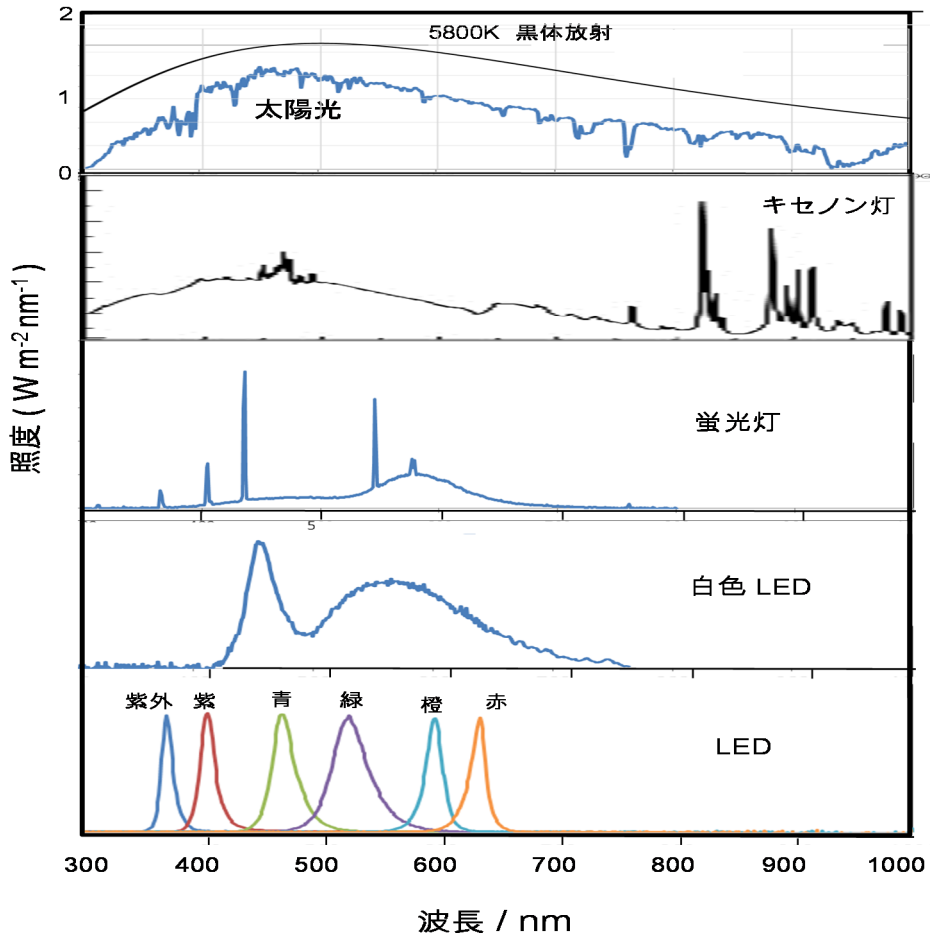 2
5800K 黒体放射
1
太陽光
0
キセノン灯
照度 ( W m-2 nm-1)
蛍光灯
5
白色 LED
紫外 紫 青 緑 橙 赤
LED
300 400 500 600 700 800 900 1000
波長 / nm